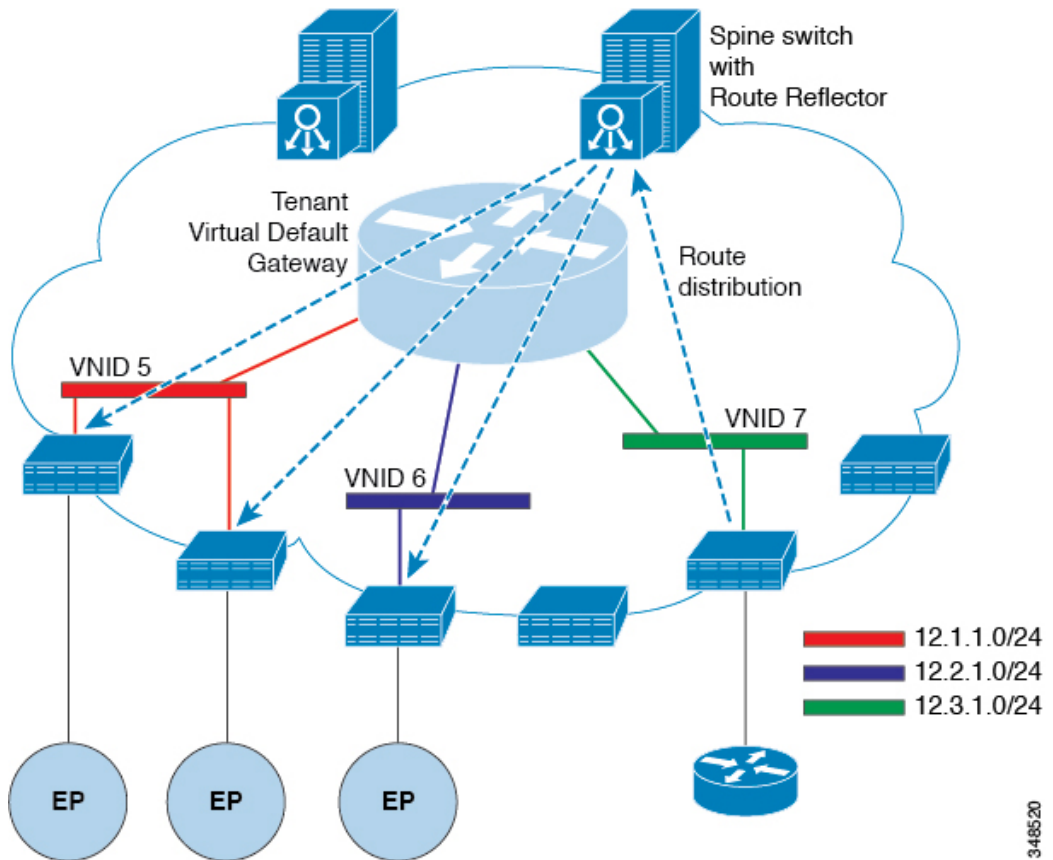 Spine switch
with
Route Reflector
Tenant
Virtual Default
Gateway
Route
distribution
VNID 5
VNID 7
VNID 6
12.1.1.0/24
12.2.1.0/24
12.3.1.0/24
EP
EP
EP
348520